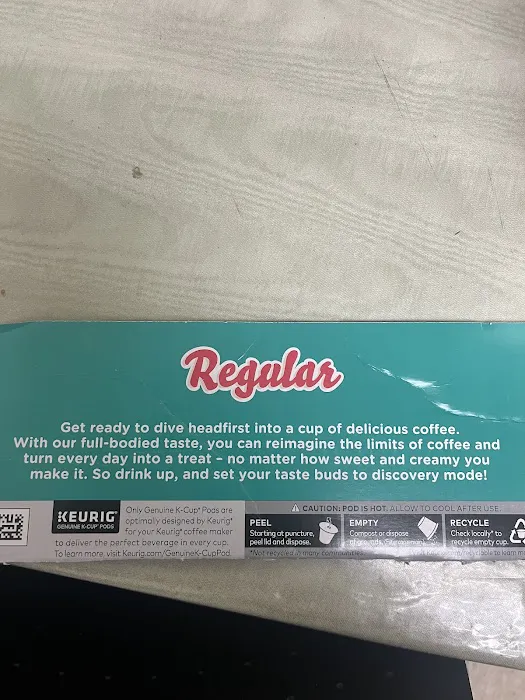 Regular
Get ready to dive headfirst into a cup of delicious coffee.
With our full-bodied taste, you can reimagine the limits of coffee and
turn every day into a treat – no matter how sweet and creamy you
make it. So drink up, and set your taste buds to discovery mode!
KEURIG®
GENUINE K-CUP® PODS
Only Genuine K-Cup® Pods are
optimally designed by Keurig®
for your Keurig® coffee maker
to deliver the perfect beverage in every cup.
To learn more, visit Keurig.com/GenuineK-CupPod.
⚠ CAUTION: POD IS HOT. ALLOW TO COOL AFTER USE.
PEEL
Starting at puncture,
peel lid and dispose.
EMPTY
Compost or dispose
of grounds.
RECYCLE
Check locally* to
recycle empty cup.
*Not recycled in many communities.